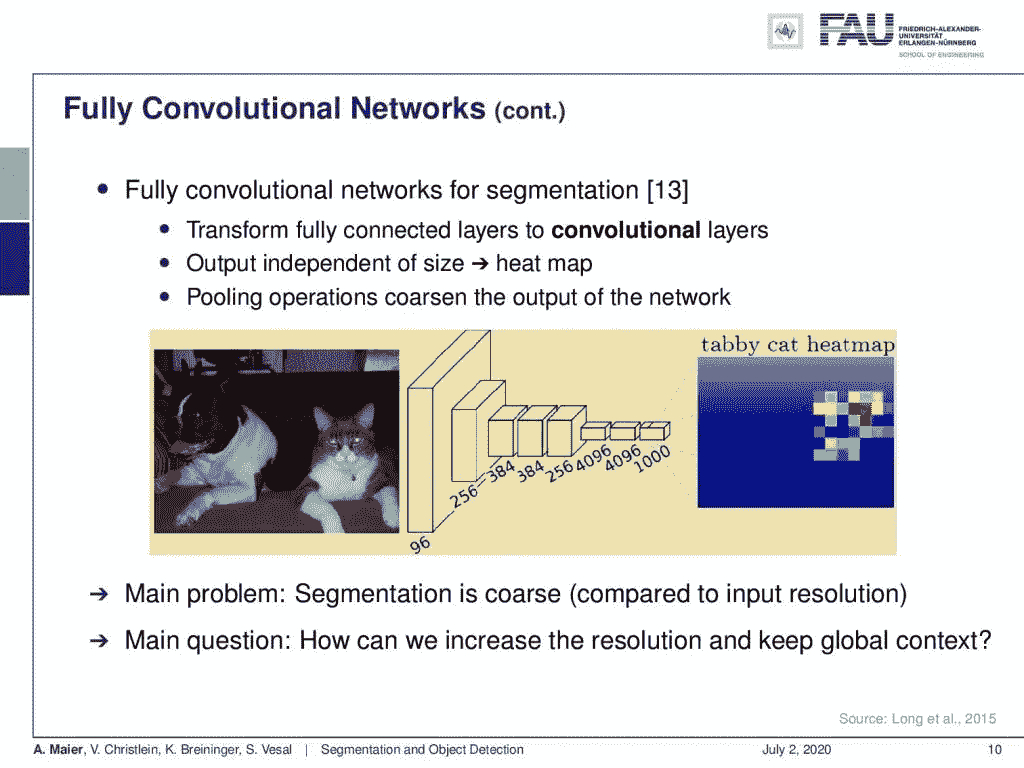 FAU
FRIEDRICH-ALEXANDER-
UNIVERSITÄT
ERLANGEN-NÜRNBERG
SCHOOL OF ENGINEERING
Fully Convolutional Networks (cont.)
• Fully convolutional networks for segmentation [13]
• Transform fully connected layers to convolutional layers
• Output independent of size ➔ heat map
• Pooling operations coarsen the output of the network
tabby cat heatmap
96
256
384
384
256
4096
4096
1000
➔ Main problem: Segmentation is coarse (compared to input resolution)
➔ Main question: How can we increase the resolution and keep global context?
Source: Long et al., 2015
A. Maier, V. Christlein, K. Breininger, S. Vesal | Segmentation and Object Detection July 2, 2020 10